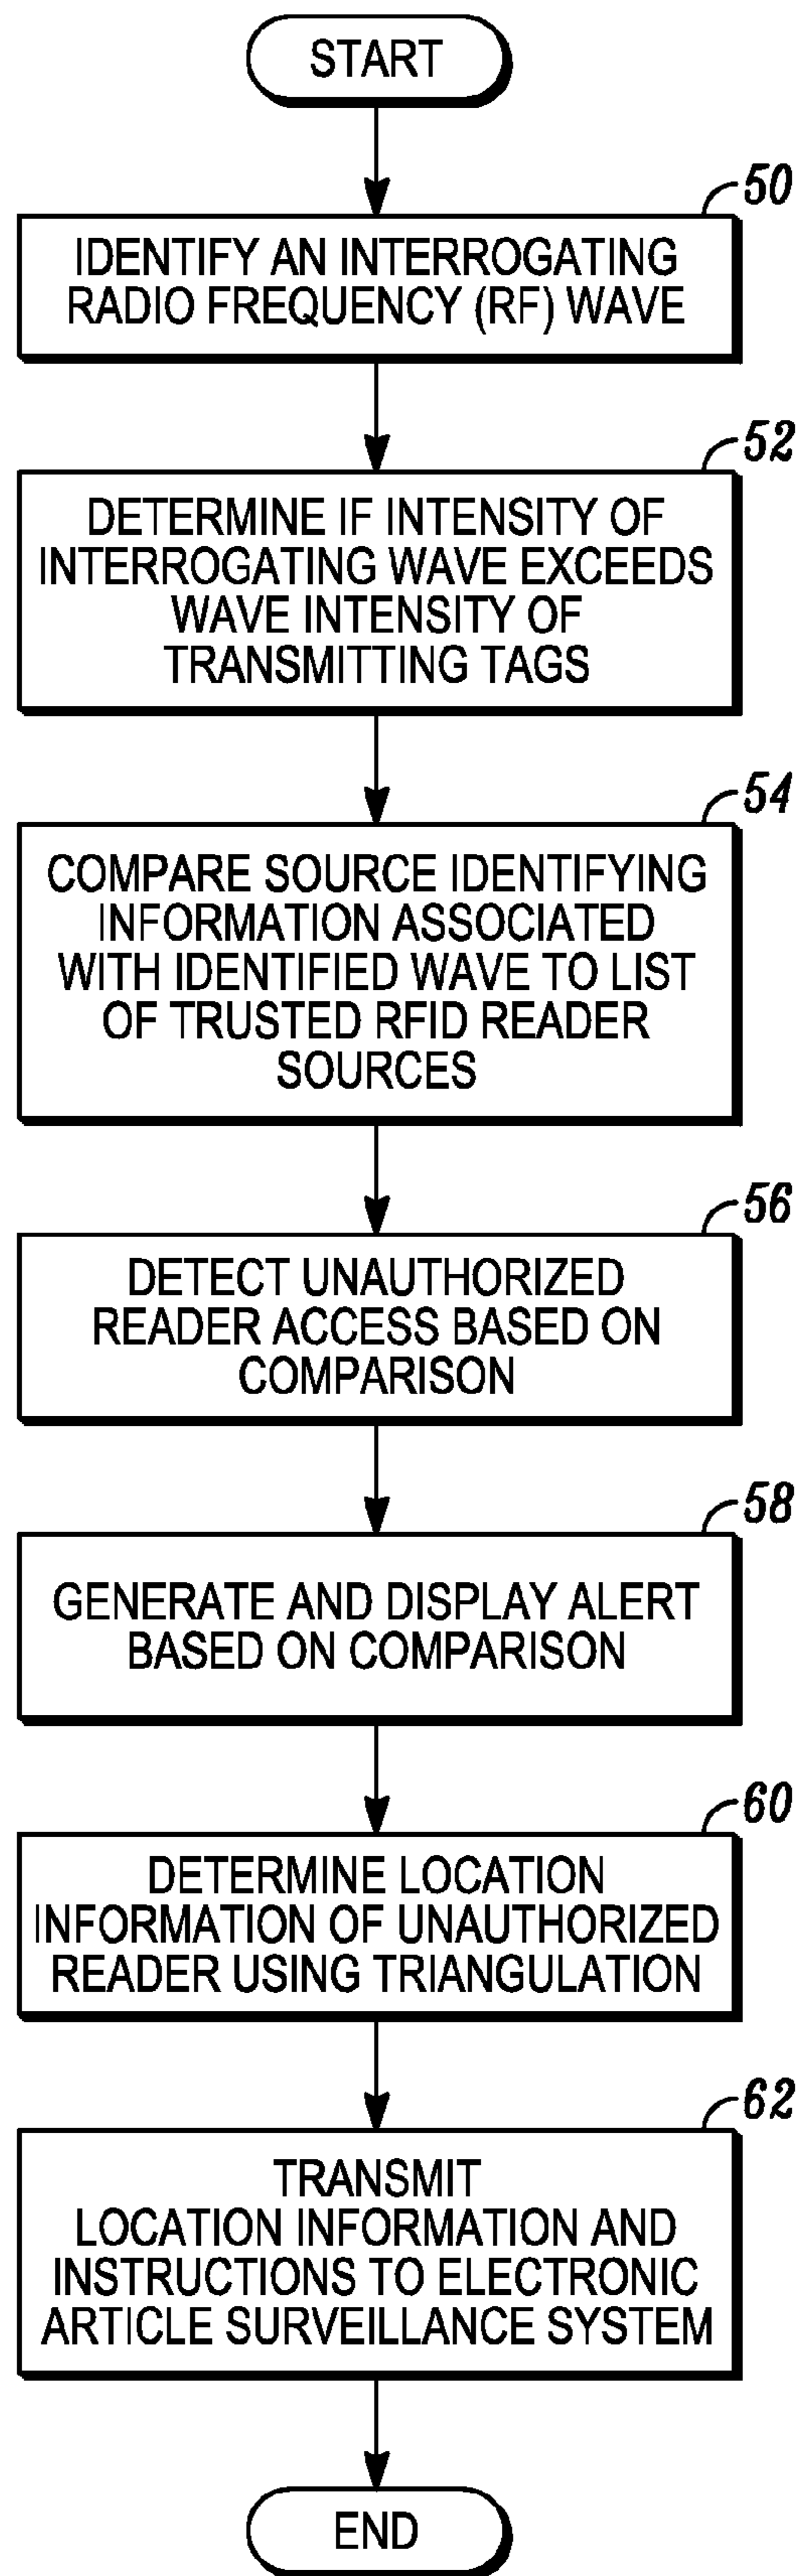 START
50
IDENTIFY AN INTERROGATING
RADIO FREQUENCY (RF) WAVE
52
DETERMINE IF INTENSITY OF
INTERROGATING WAVE EXCEEDS
WAVE INTENSITY OF
TRANSMITTING TAGS
54
COMPARE SOURCE IDENTIFYING
INFORMATION ASSOCIATED
WITH IDENTIFIED WAVE TO LIST
OF TRUSTED RFID READER
SOURCES
56
DETECT UNAUTHORIZED
READER ACCESS BASED ON
COMPARISON
58
GENERATE AND DISPLAY ALERT
BASED ON COMPARISON
60
DETERMINE LOCATION
INFORMATION OF UNAUTHORIZED
READER USING TRIANGULATION
62
TRANSMIT
LOCATION INFORMATION AND
INSTRUCTIONS TO ELECTRONIC
ARTICLE SURVEILLANCE SYSTEM
END